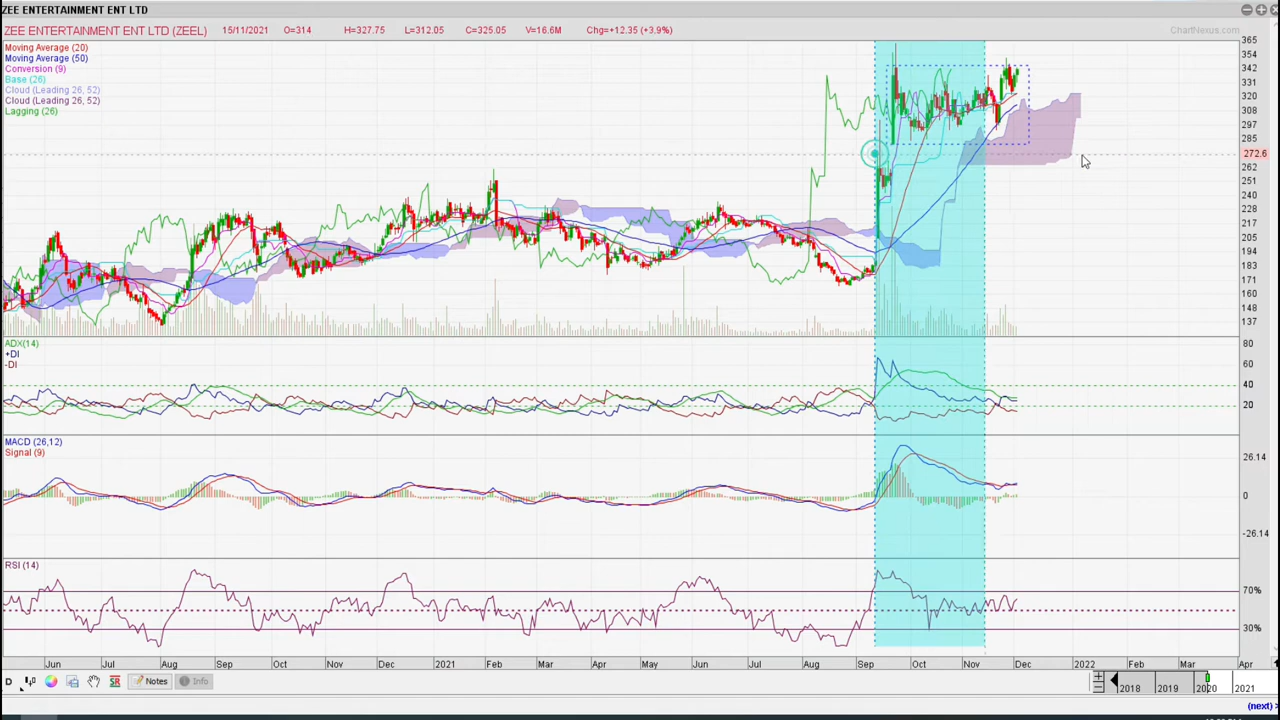 ZEE ENTERTAINMENT ENT LTD
ZEE ENTERTAINMENT ENT LTD (ZEEL) 15/11/2021 O=314 H=327.75 L=312.05 C=325.05 V=16.6M Chg=+12.35 (+3.9%) ChartNexus.com
Moving Average (20)
Moving Average (50)
Conversion (9)
Base (26)
Cloud (Leading 26, 52)
Cloud (Leading 26, 52)
Lagging (26)
365
354
342
331
320
308
297
285
272.6
262
251
240
228
217
205
194
183
171
160
148
137
ADX(14)
+DI
-DI
80
60
40
20
MACD (26,12)
Signal (9)
26.14
0
-26.14
RSI (14)
70%
30%
Jun Jul Aug Sep Oct Nov Dec 2021 Feb Mar Apr May Jun Jul Aug Sep Oct Nov Dec 2022 Feb Mar Apr
D SR Notes Info 2018 2019 2020 2021
(next) >